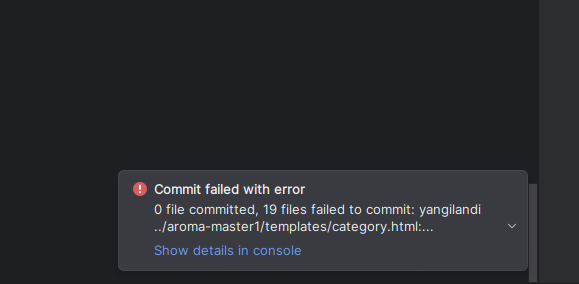 Commit failed with error
0 file committed, 19 files failed to commit: yangilandi
../aroma-master1/templates/category.html:...
Show details in console